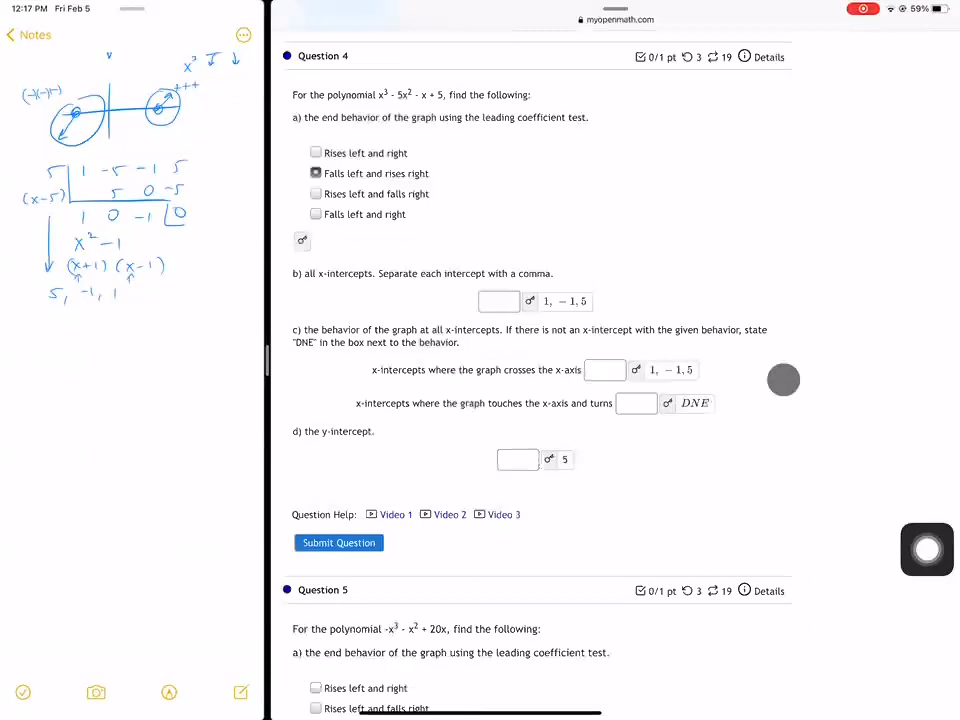 12:17 PM Fri Feb 5
59%
Notes
myopenmath.com
x³
(-)(-)(-)
+++
5 1 -5 -1 5
(x-5) 5 0 -5
1 0 -1 0
x² - 1
(x+1) (x-1)
5, -1, 1
Question 4
0/1 pt 3 19 Details
For the polynomial x³ - 5x² - x + 5, find the following:
a) the end behavior of the graph using the leading coefficient test.
Rises left and right
Falls left and rises right
Rises left and falls right
Falls left and right
b) all x-intercepts. Separate each intercept with a comma.
1, -1, 5
c) the behavior of the graph at all x-intercepts. If there is not an x-intercept with the given behavior, state
"DNE" in the box next to the behavior.
x-intercepts where the graph crosses the x-axis 1, -1, 5
x-intercepts where the graph touches the x-axis and turns DNE
d) the y-intercept.
5
Question Help: Video 1 Video 2 Video 3
Submit Question
Question 5
0/1 pt 3 19 Details
For the polynomial -x³ - x² + 20x, find the following:
a) the end behavior of the graph using the leading coefficient test.
Rises left and right
Rises left and falls right